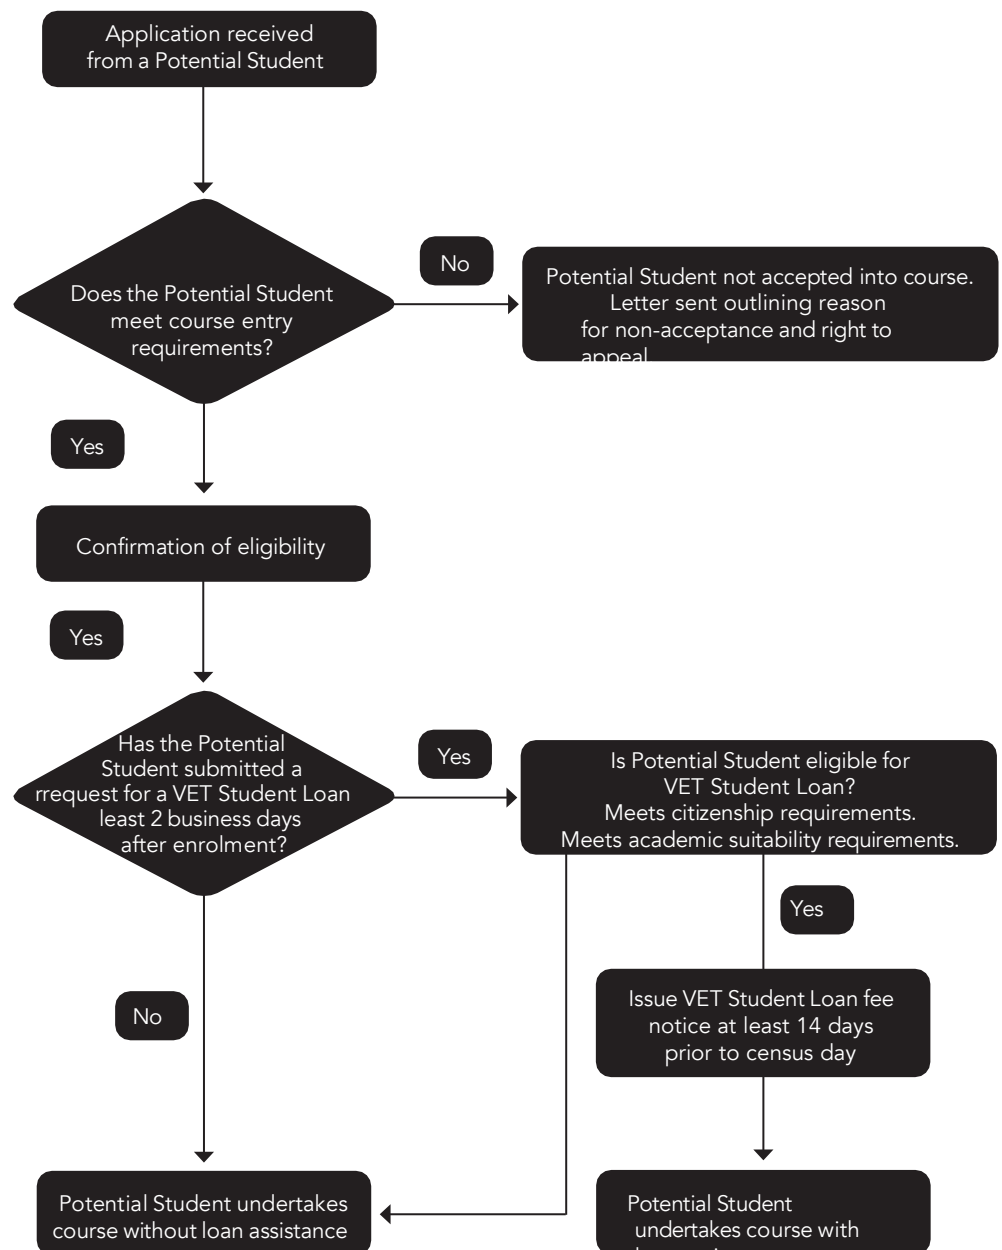 Application received
from a Potential Student
No
Potential Student not accepted into course.
Letter sent outlining reason
for non-acceptance and right to
appeal
Does the Potential Student
meet course entry
requirements?
Yes
Confirmation of eligibility
Yes
Has the Potential
Student submitted a
rrequest for a VET Student Loan
least 2 business days
after enrolment?
Yes
Is Potential Student eligible for
VET Student Loan?
Meets citizenship requirements.
Meets academic suitability requirements.
Yes
No
Issue VET Student Loan fee
notice at least 14 days
prior to census day
Potential Student undertakes
course without loan assistance
Potential Student
undertakes course with